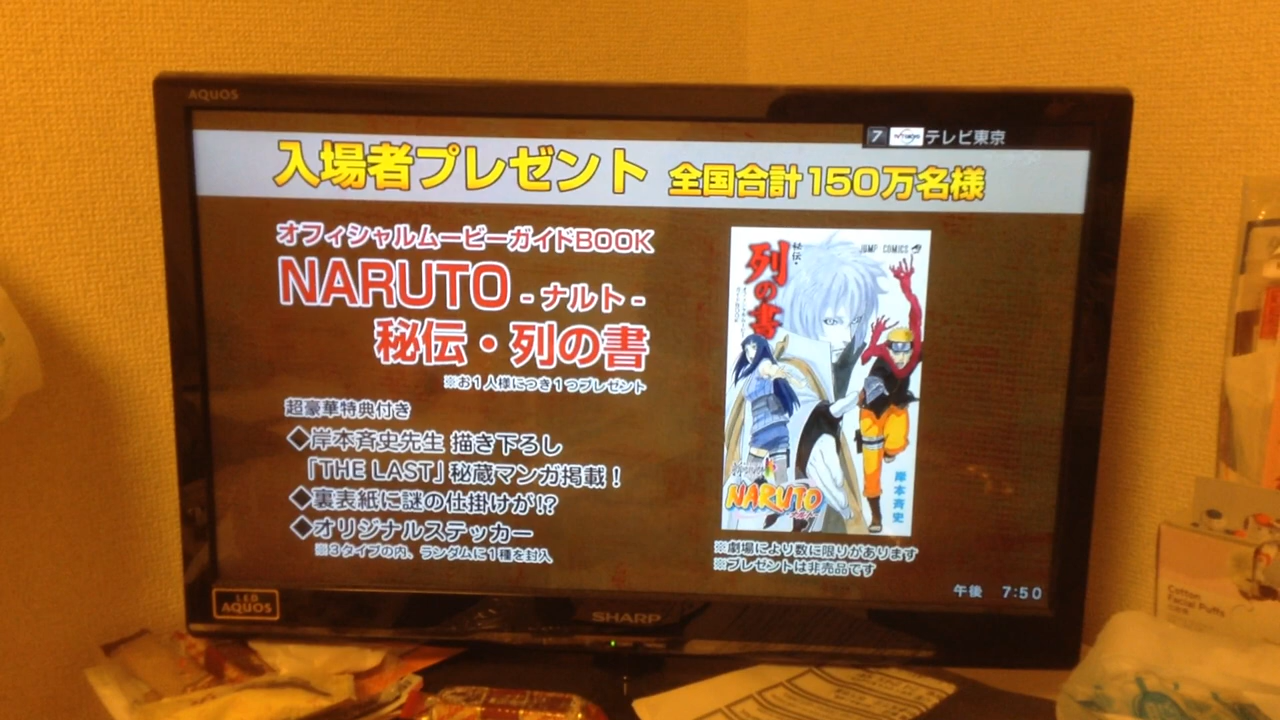 AQUOS
7 テレビ東京
入場者プレゼント 全国合計150万名様
オフィシャルムービーガイドBOOK
NARUTO -ナルト-
秘伝・列の書
※お1人様につき1つプレゼント
超豪華特典付き
◆岸本斉史先生 描き下ろし
「THE LAST」秘蔵マンガ掲載!
◆裏表紙に謎の仕掛けが!?
◆オリジナルステッカー
※3タイプの内、ランダムに1種を封入
JUMP COMICS
秘伝・
列の書
NARUTO
岸本斉史
※劇場により数に限りがあります
※プレゼントは非売品です
午後 7:50
LED
AQUOS
SHARP
Cotton
Facial Puffs